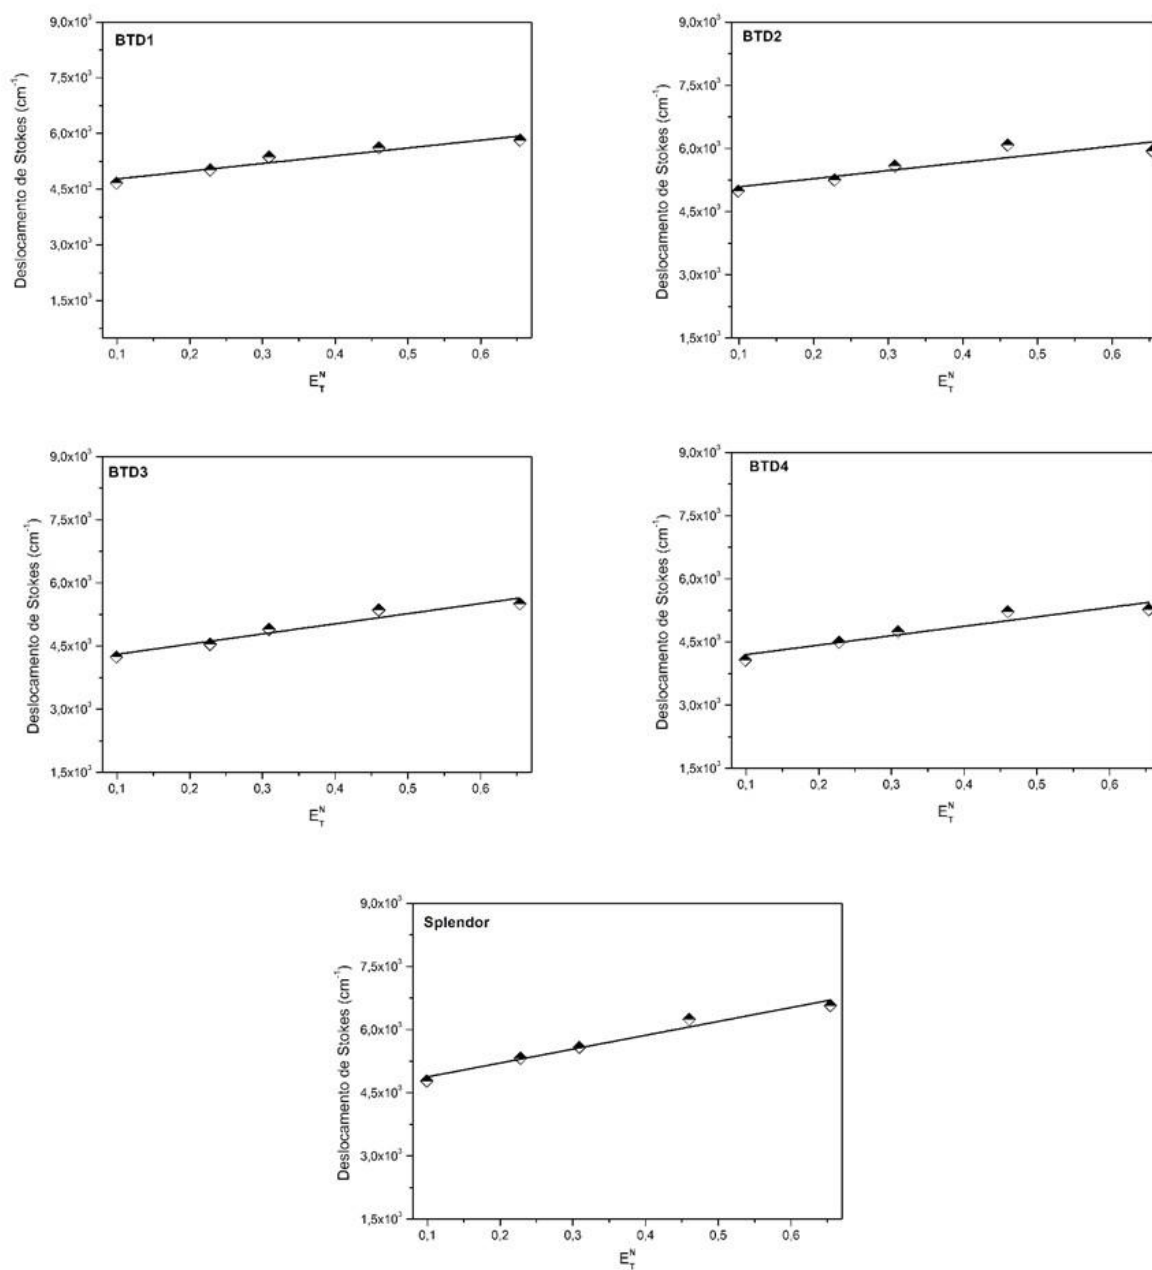 BTD1
Deslocamento de Stokes (cm⁻¹)
9,0x10³
7,5x10³
6,0x10³
4,5x10³
3,0x10³
1,5x10³
0,1 0,2 0,3 0,4 0,5 0,6
E_T^N
BTD2
Deslocamento de Stokes (cm⁻¹)
9,0x10³
7,5x10³
6,0x10³
4,5x10³
3,0x10³
1,5x10³
0,1 0,2 0,3 0,4 0,5 0,6
E_T^N
BTD3
Deslocamento de Stokes (cm⁻¹)
9,0x10³
7,5x10³
6,0x10³
4,5x10³
3,0x10³
1,5x10³
0,1 0,2 0,3 0,4 0,5 0,6
E_T^N
BTD4
Deslocamento de Stokes (cm⁻¹)
9,0x10³
7,5x10³
6,0x10³
4,5x10³
3,0x10³
1,5x10³
0,1 0,2 0,3 0,4 0,5 0,6
E_T^N
Splendor
Deslocamento de Stokes (cm⁻¹)
9,0x10³
7,5x10³
6,0x10³
4,5x10³
3,0x10³
1,5x10³
0,1 0,2 0,3 0,4 0,5 0,6
E_T^N